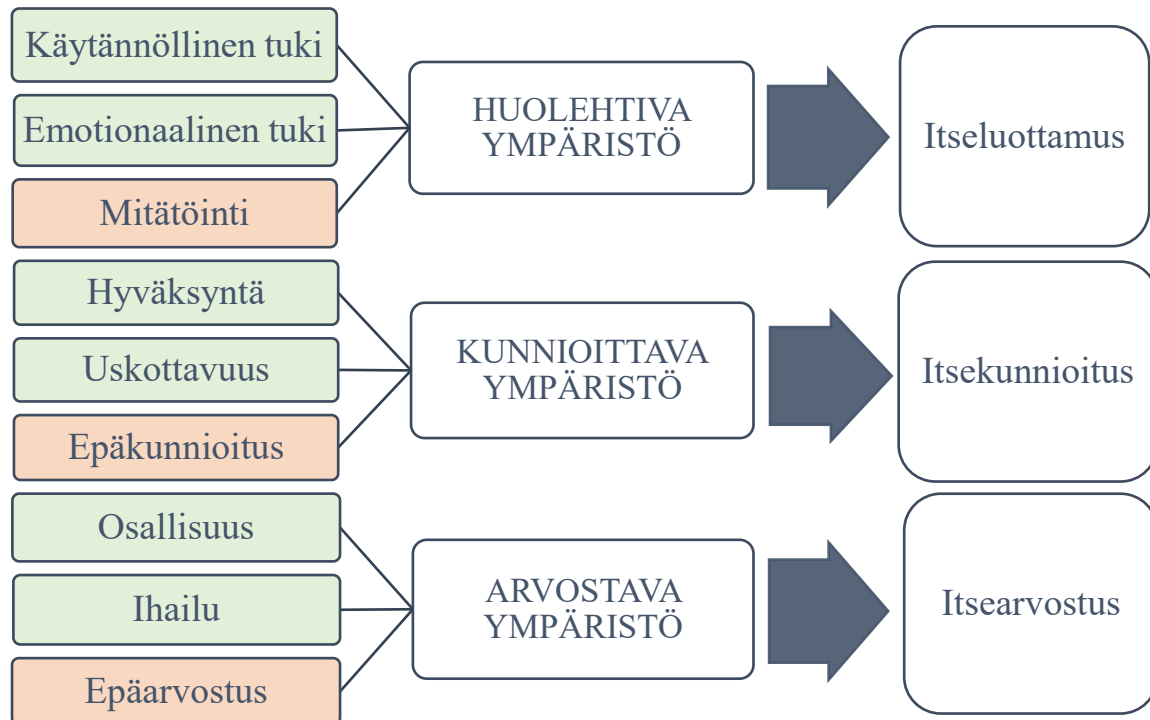 Käytännöllinen tuki
Emotionaalinen tuki
Mitätöinti
HUOLEHTIVA
YMPÄRISTÖ
Itseluottamus
Hyväksyntä
Uskottavuus
Epäkunnioitus
KUNNIOITTAVA
YMPÄRISTÖ
Itsekunnioitus
Osallisuus
Ihailu
Epäarvostus
ARVOSTAVA
YMPÄRISTÖ
Itsearvostus